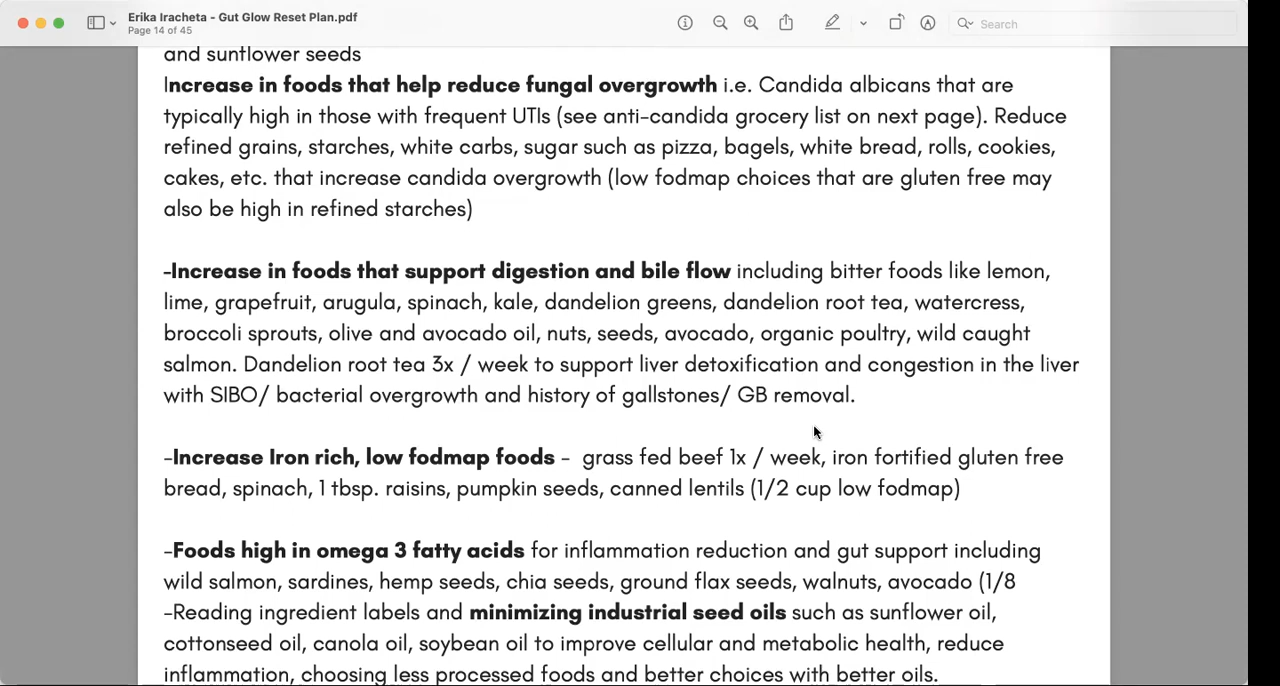 Erika Iracheta - Gut Glow Reset Plan.pdf
Page 14 of 45
Search
and sunflower seeds
Increase in foods that help reduce fungal overgrowth i.e. Candida albicans that are
typically high in those with frequent UTIs (see anti-candida grocery list on next page). Reduce
refined grains, starches, white carbs, sugar such as pizza, bagels, white bread, rolls, cookies,
cakes, etc. that increase candida overgrowth (low fodmap choices that are gluten free may
also be high in refined starches)
-Increase in foods that support digestion and bile flow including bitter foods like lemon,
lime, grapefruit, arugula, spinach, kale, dandelion greens, dandelion root tea, watercress,
broccoli sprouts, olive and avocado oil, nuts, seeds, avocado, organic poultry, wild caught
salmon. Dandelion root tea 3x / week to support liver detoxification and congestion in the liver
with SIBO/ bacterial overgrowth and history of gallstones/ GB removal.
-Increase Iron rich, low fodmap foods - grass fed beef 1x / week, iron fortified gluten free
bread, spinach, 1 tbsp. raisins, pumpkin seeds, canned lentils (1/2 cup low fodmap)
-Foods high in omega 3 fatty acids for inflammation reduction and gut support including
wild salmon, sardines, hemp seeds, chia seeds, ground flax seeds, walnuts, avocado (1/8
-Reading ingredient labels and minimizing industrial seed oils such as sunflower oil,
cottonseed oil, canola oil, soybean oil to improve cellular and metabolic health, reduce
inflammation, choosing less processed foods and better choices with better oils.